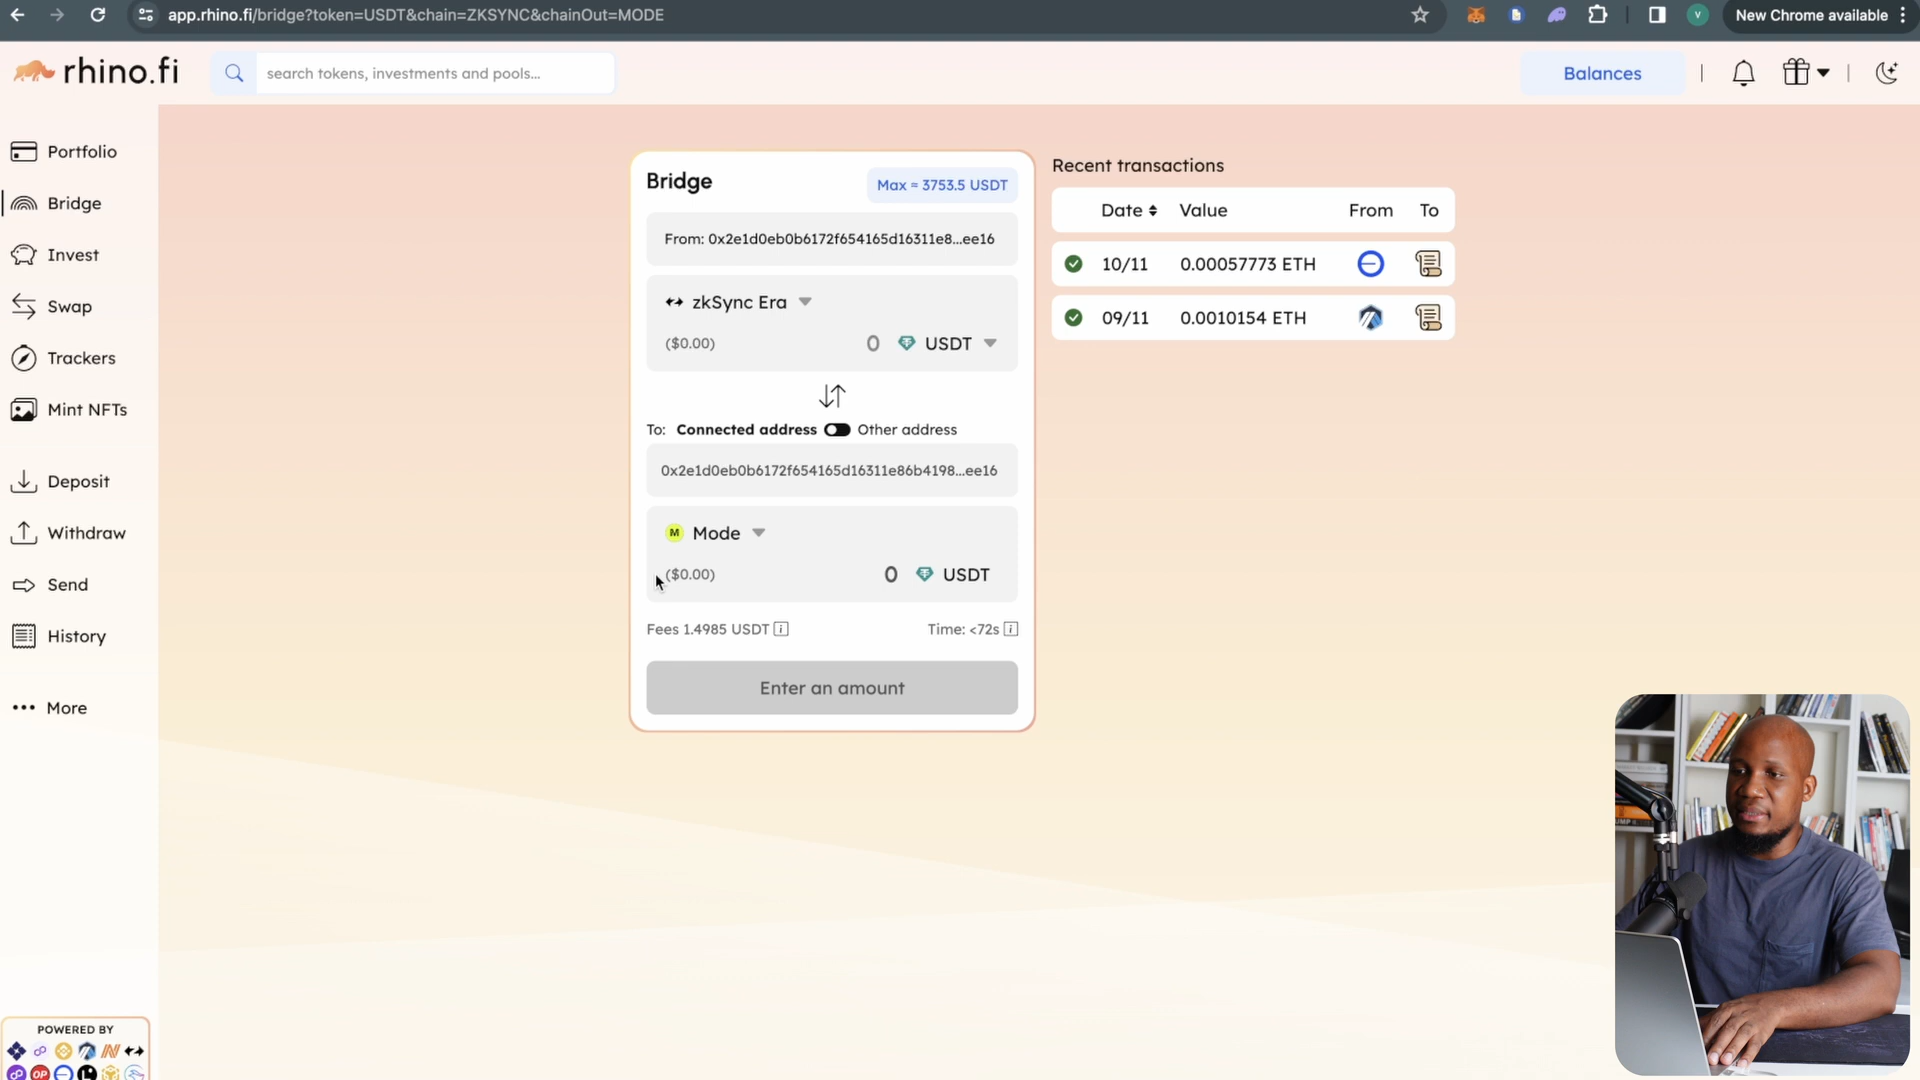 app.rhino.fi/bridge?token=USDT&chain=ZKSYNC&chainOut=MODE
V
New Chrome available
rhino.fi
search tokens, investments and pools...
Balances
Portfolio
Bridge
Invest
Swap
Trackers
Mint NFTs
Deposit
Withdraw
Send
History
More
POWERED BY
OP
Bridge
Max ≈ 3753.5 USDT
From: 0x2e1d0eb0b6172f654165d16311e8...ee16
zkSync Era
($0.00) 0 USDT
To: Connected address Other address
0x2e1d0eb0b6172f654165d16311e86b4198...ee16
M Mode
($0.00) 0 USDT
Fees 1.4985 USDT i Time: <72s i
Enter an amount
Recent transactions
Date Value From To
10/11 0.00057773 ETH
09/11 0.0010154 ETH